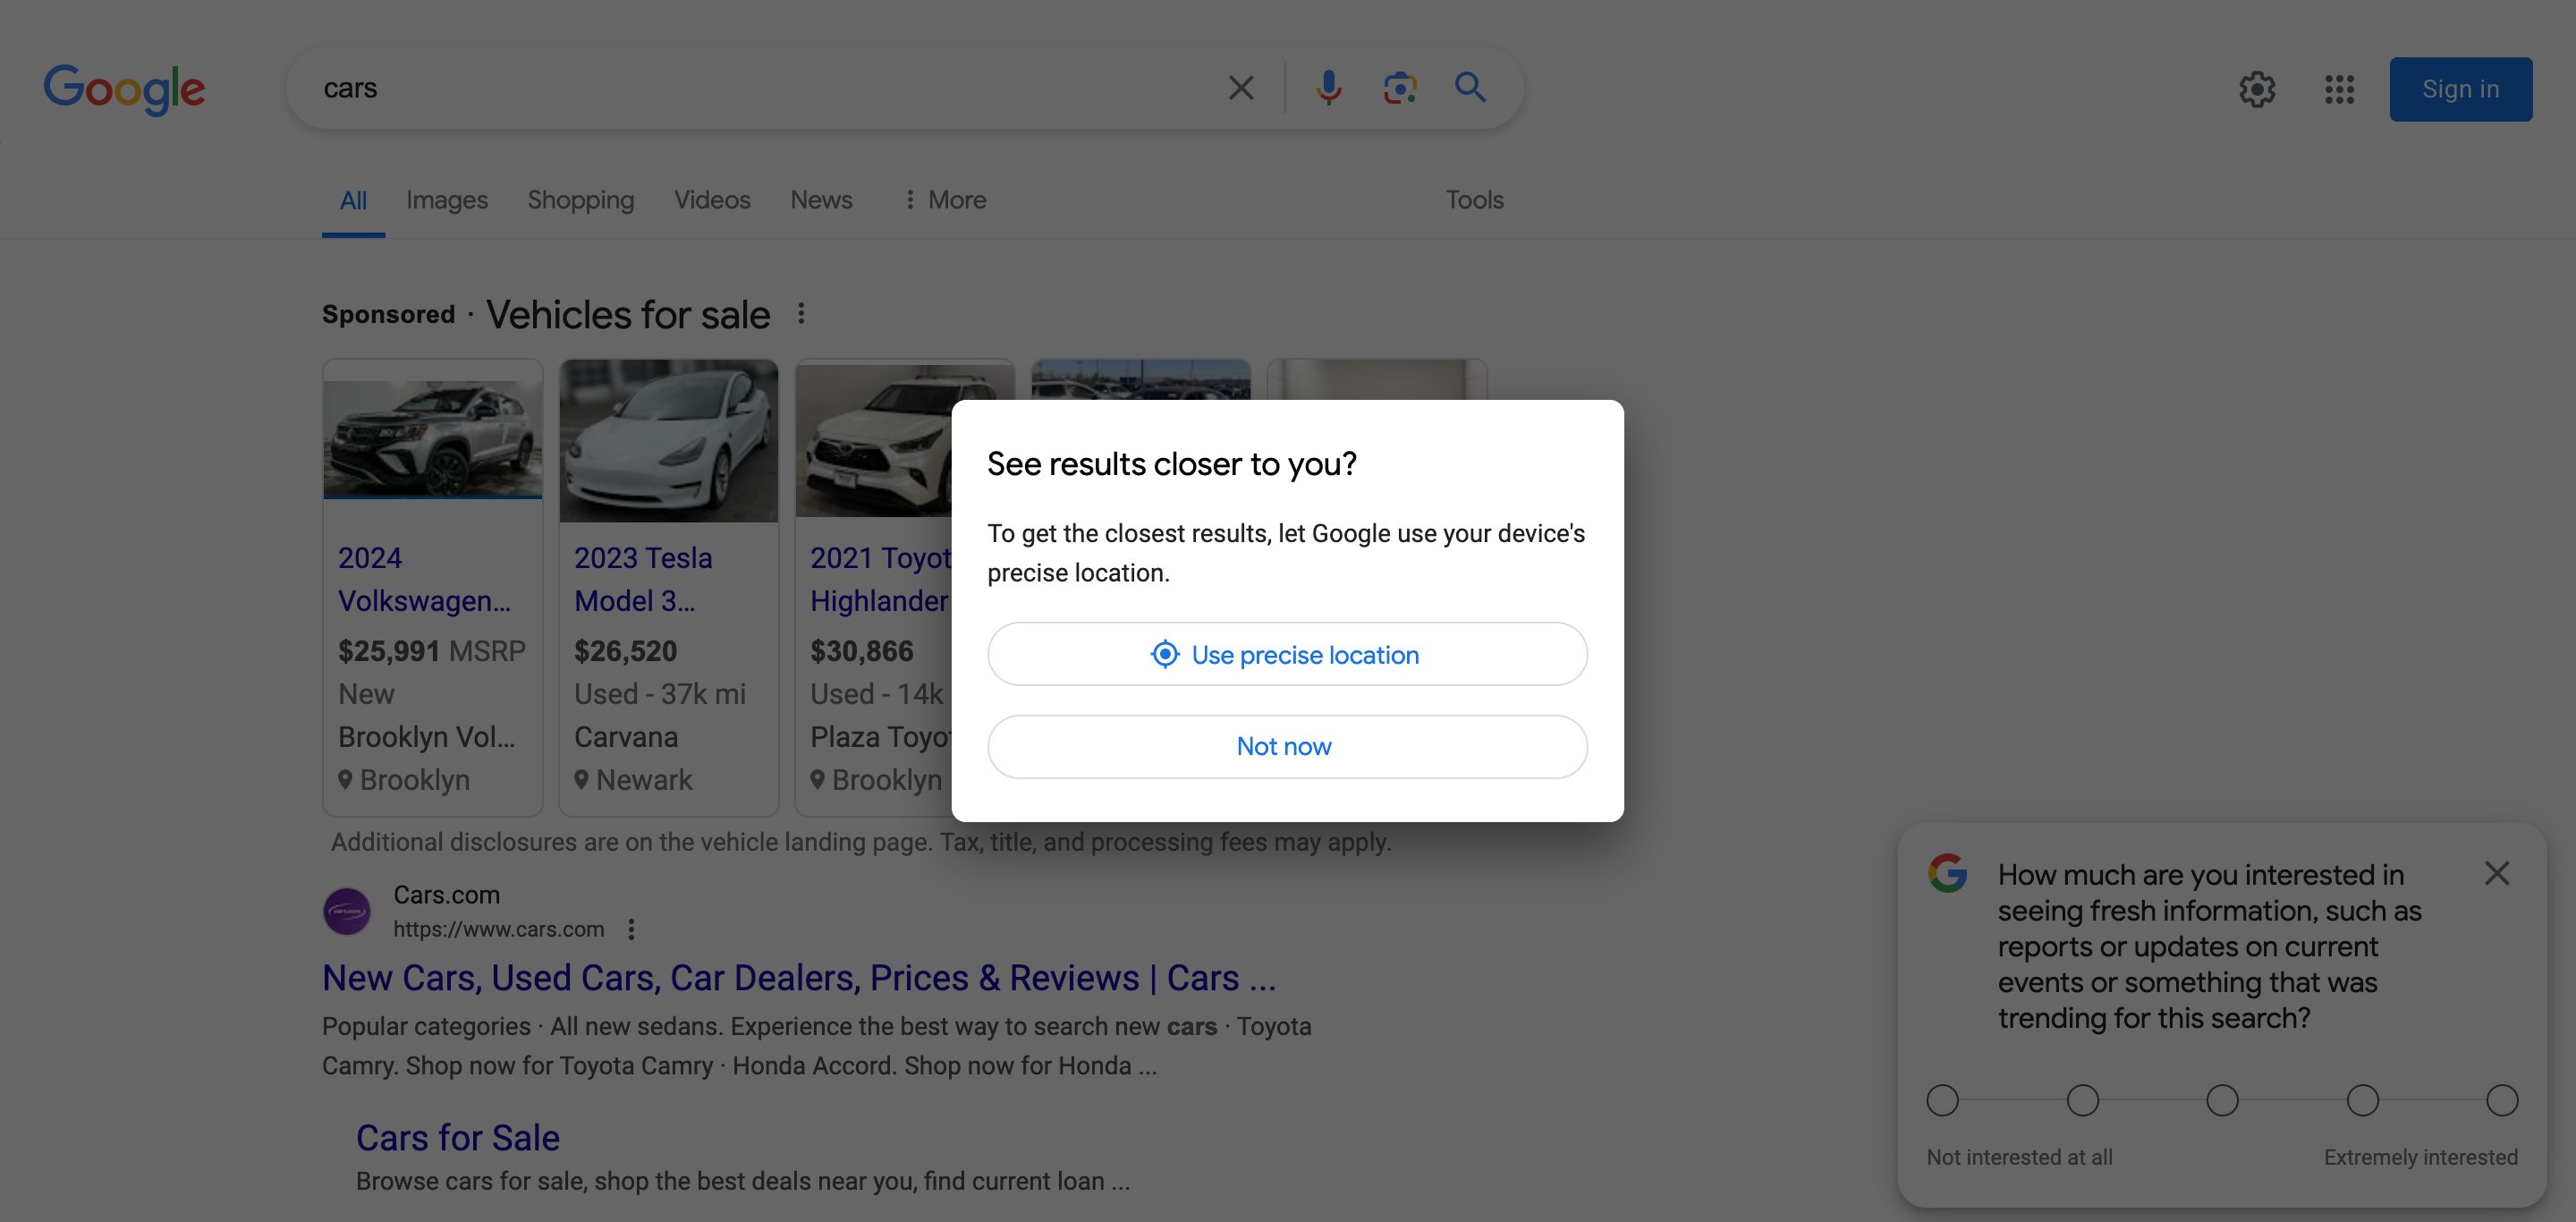 Google
cars
Sign in
All
Images
Shopping
Videos
News
More
Tools
Sponsored · Vehicles for sale
2024
Volkswagen...
$25,991 MSRP
New
Brooklyn Vol...
Brooklyn
2023 Tesla
Model 3...
$26,520
Used - 37k mi
Carvana
Newark
2021 Toyot
Highlander
$30,866
Used - 14k
Plaza Toyo
Brooklyn
See results closer to you?
To get the closest results, let Google use your device's
precise location.
Use precise location
Not now
Additional disclosures are on the vehicle landing page. Tax, title, and processing fees may apply.
Cars.com
https://www.cars.com
New Cars, Used Cars, Car Dealers, Prices & Reviews | Cars ...
Popular categories · All new sedans. Experience the best way to search new cars · Toyota
Camry. Shop now for Toyota Camry · Honda Accord. Shop now for Honda ...
Cars for Sale
Browse cars for sale, shop the best deals near you, find current loan ...
How much are you interested in
seeing fresh information, such as
reports or updates on current
events or something that was
trending for this search?
Not interested at all
Extremely interested